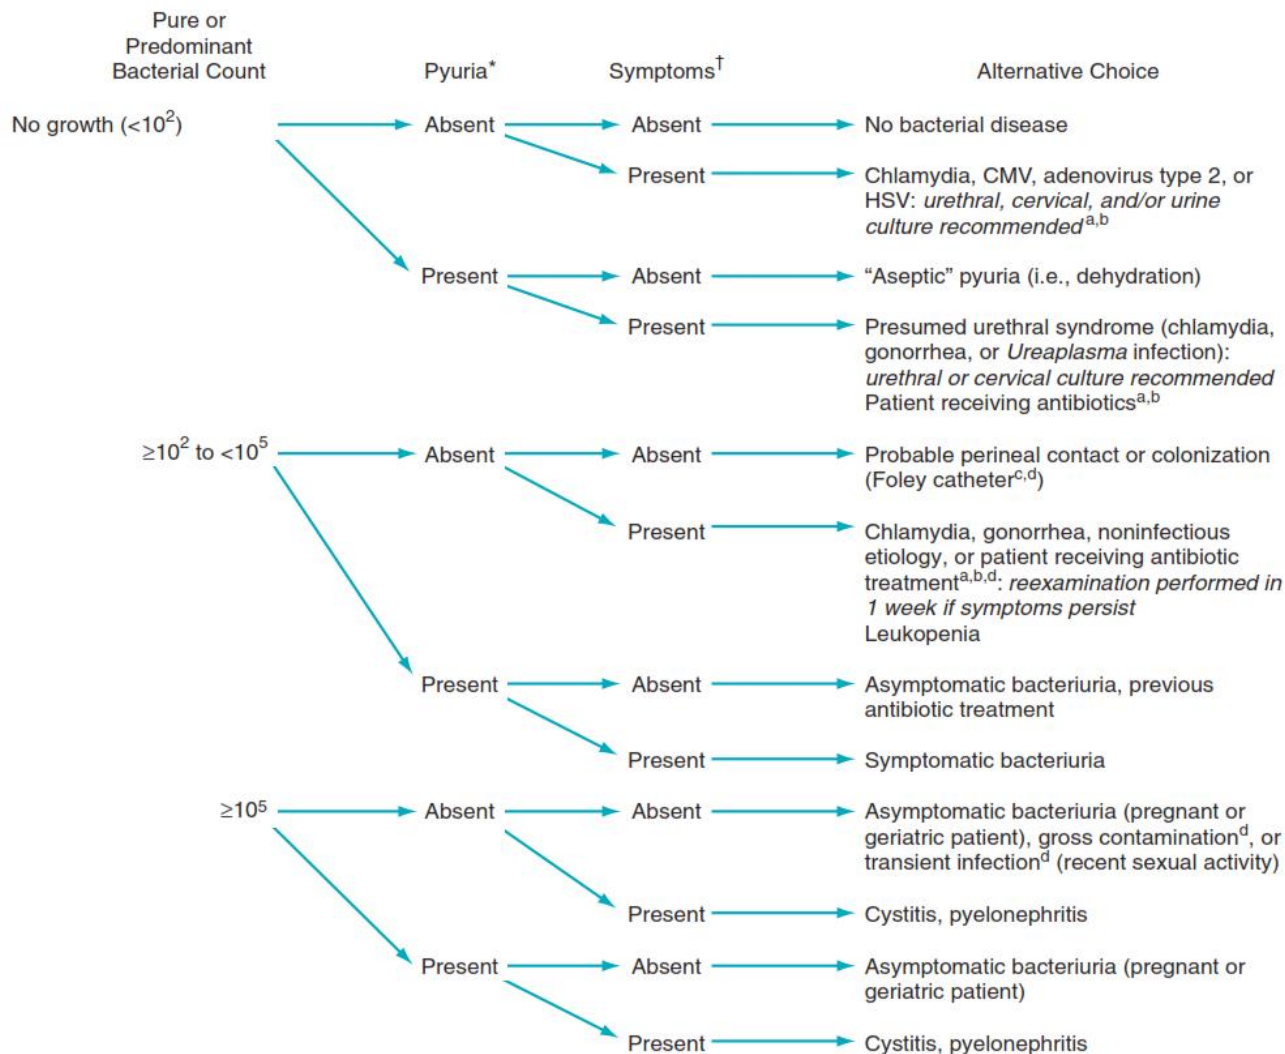 Pure or
Predominant
Bacterial Count Pyuria* Symptoms† Alternative Choice
No growth (<10²) Absent Absent No bacterial disease
Present Chlamydia, CMV, adenovirus type 2, or
HSV: urethral, cervical, and/or urine
culture recommendedᵃ,ᵇ
Present Absent “Aseptic” pyuria (i.e., dehydration)
Present Presumed urethral syndrome (chlamydia,
gonorrhea, or Ureaplasma infection):
urethral or cervical culture recommended
Patient receiving antibioticsᵃ,ᵇ
≥10² to <10⁵ Absent Absent Probable perineal contact or colonization
(Foley catheterᶜ,ᵈ)
Present Chlamydia, gonorrhea, noninfectious
etiology, or patient receiving antibiotic
treatmentᵃ,ᵇ,ᵈ: reexamination performed in
1 week if symptoms persist
Leukopenia
Present Absent Asymptomatic bacteriuria, previous
antibiotic treatment
Present Symptomatic bacteriuria
≥10⁵ Absent Absent Asymptomatic bacteriuria (pregnant or
geriatric patient), gross contaminationᵈ, or
transient infectionᵈ (recent sexual activity)
Present Cystitis, pyelonephritis
Present Absent Asymptomatic bacteriuria (pregnant or
geriatric patient)
Present Cystitis, pyelonephritis